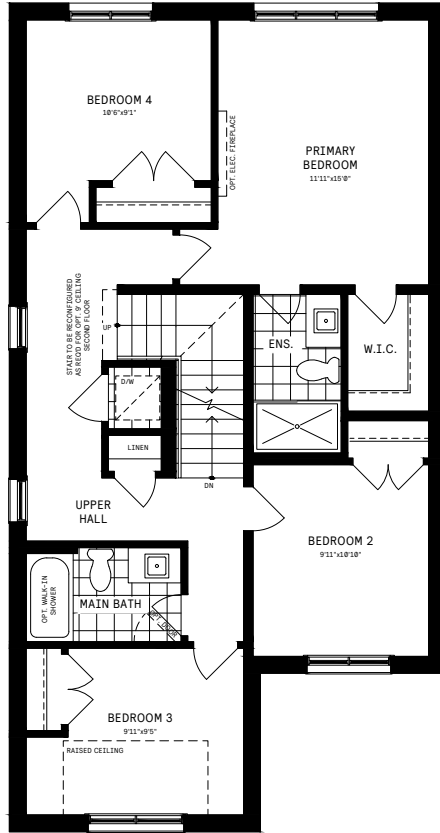 BEDROOM 4
10'6"x9'1"
OPT. ELEC. FIREPLACE
PRIMARY
BEDROOM
11'11"x15'0"
STAIR TO BE RECONFIGURED
AS REQ'D FOR OPT. 9' CEILING
SECOND FLOOR
UP
ENS.
W.I.C.
D/W
LINEN
DN
UPPER
HALL
BEDROOM 2
9'11"x10'10"
OPT. WALK-IN
SHOWER
MAIN BATH
OPT. DOOR
BEDROOM 3
9'11"x9'5"
RAISED CEILING